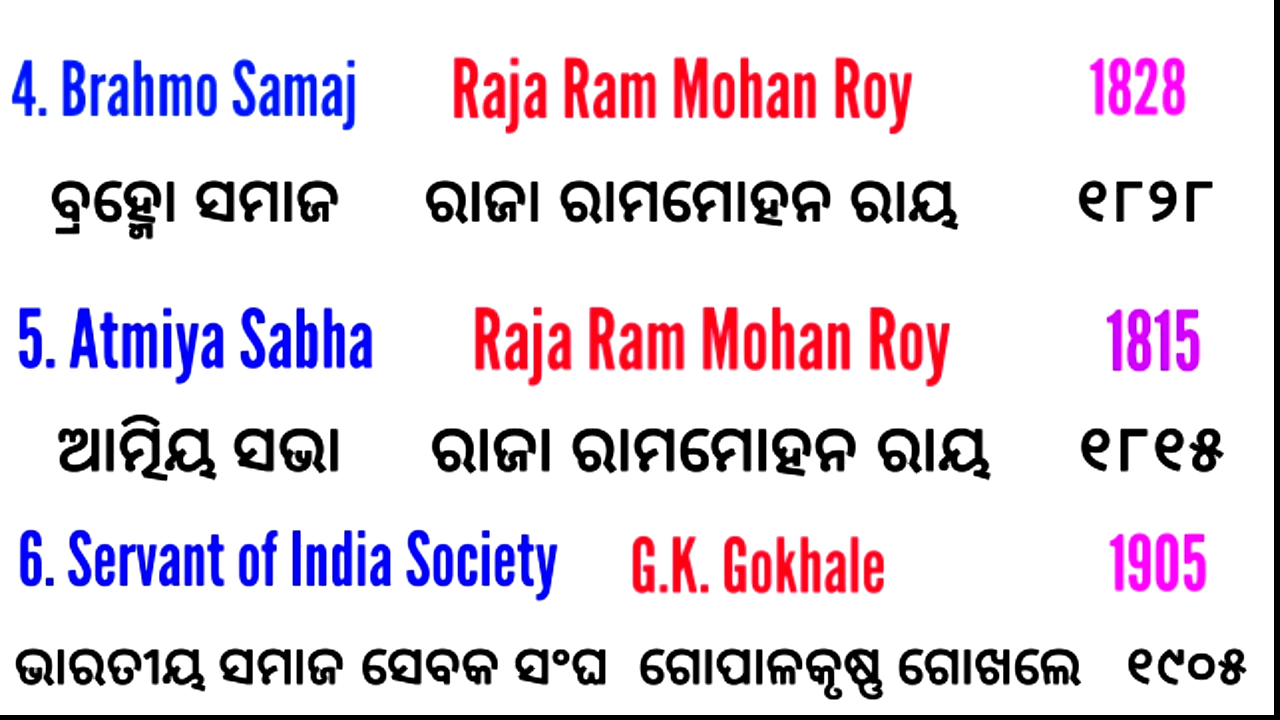 4. Brahmo Samaj Raja Ram Mohan Roy 1828
ବ୍ରହ୍ମୋ ସମାଜ ରାଜା ରାମମୋହନ ରାୟ ୧୮୨୮
5. Atmiya Sabha Raja Ram Mohan Roy 1815
ଆତ୍ମିୟ ସଭା ରାଜା ରାମମୋହନ ରାୟ ୧୮୧୫
6. Servant of India Society G.K. Gokhale 1905
ଭାରତୀୟ ସମାଜ ସେବକ ସଂଘ ଗୋପାଳକୃଷ୍ଣ ଗୋଖଲେ ୧୯୦୫